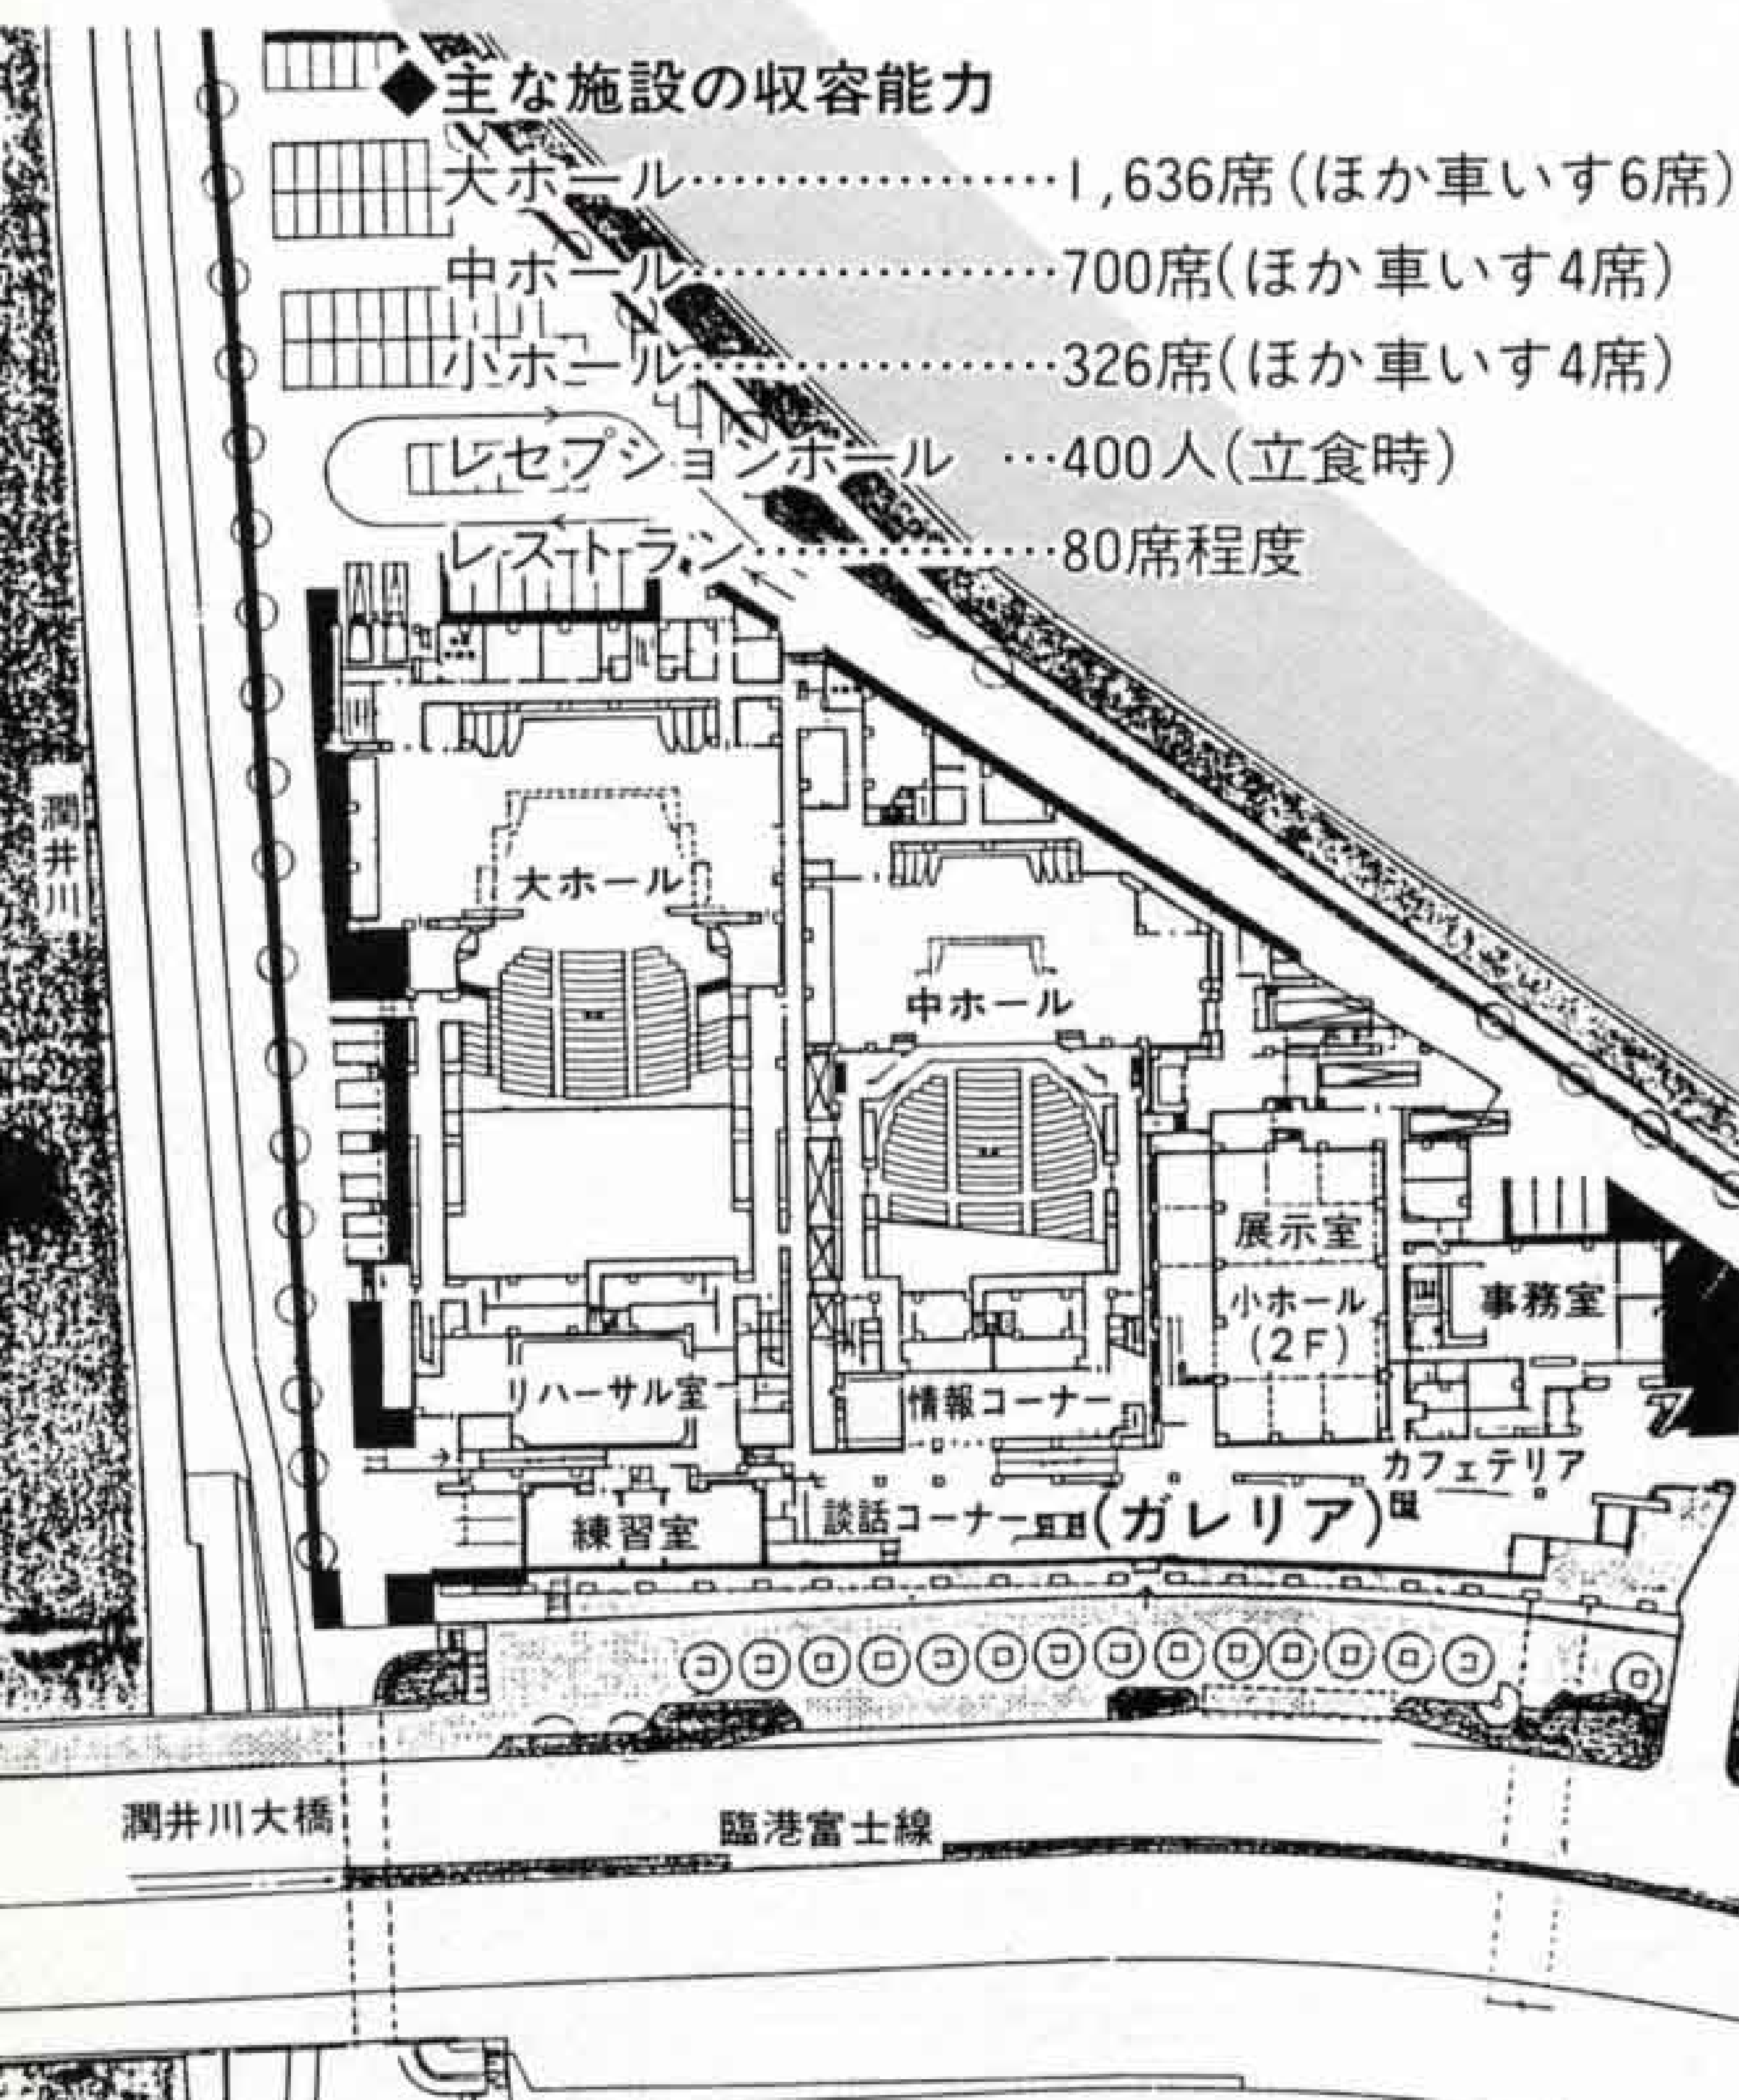 ◆主な施設の収容能力
大ホール………………1,636席(ほか車いす6席)
中ホール………………700席(ほか車いす4席)
小ホール………………326席(ほか車いす4席)
レセプションホール …400人(立食時)
レストラン……………80席程度
潤井川
大ホール
中ホール
展示室
小ホール
(2F)
事務室
リハーサル室
情報コーナー
カフェテリア
練習室
談話コーナー
(ガレリア)
潤井川大橋
臨港富士線